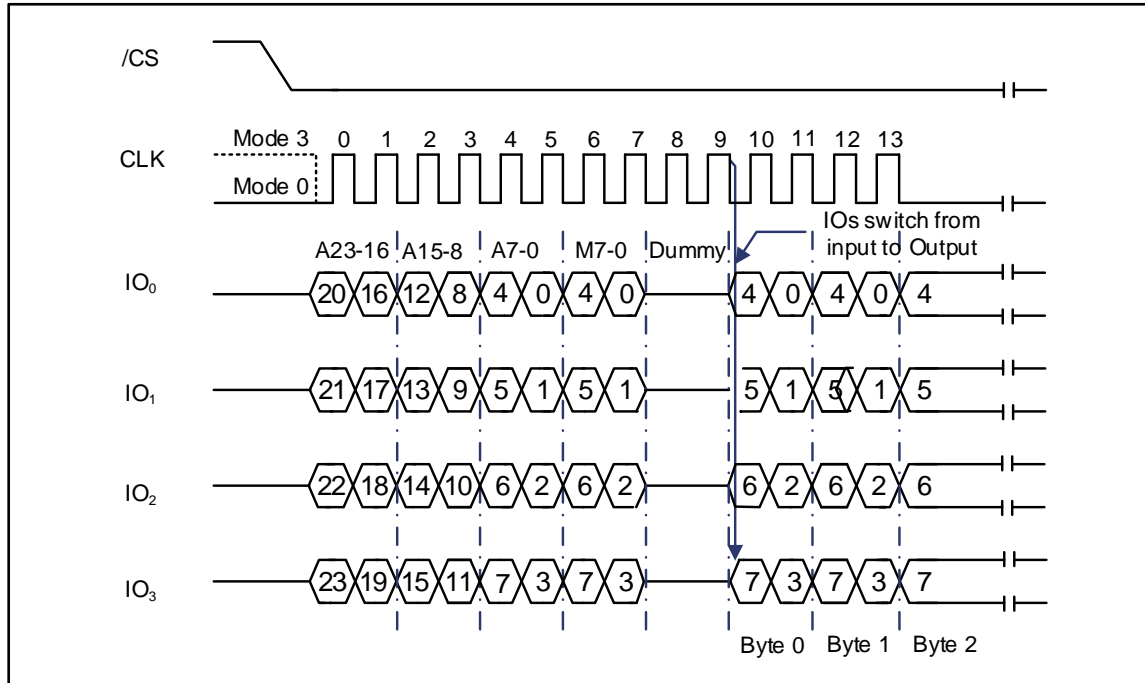 /CS
Mode 3 0 1 2 3 4 5 6 7 8 9 10 11 12 13
CLK
Mode 0
IOs switch from
input to Output
A23-16 A15-8 A7-0 M7-0 Dummy
IO0 20 16 12 8 4 0 4 0 4 0 4 0 4
IO1 21 17 13 9 5 1 5 1 5 1 5 1 5
IO2 22 18 14 10 6 2 6 2 6 2 6 2 6
IO3 23 19 15 11 7 3 7 3 7 3 7 3 7
Byte 0 Byte 1 Byte 2